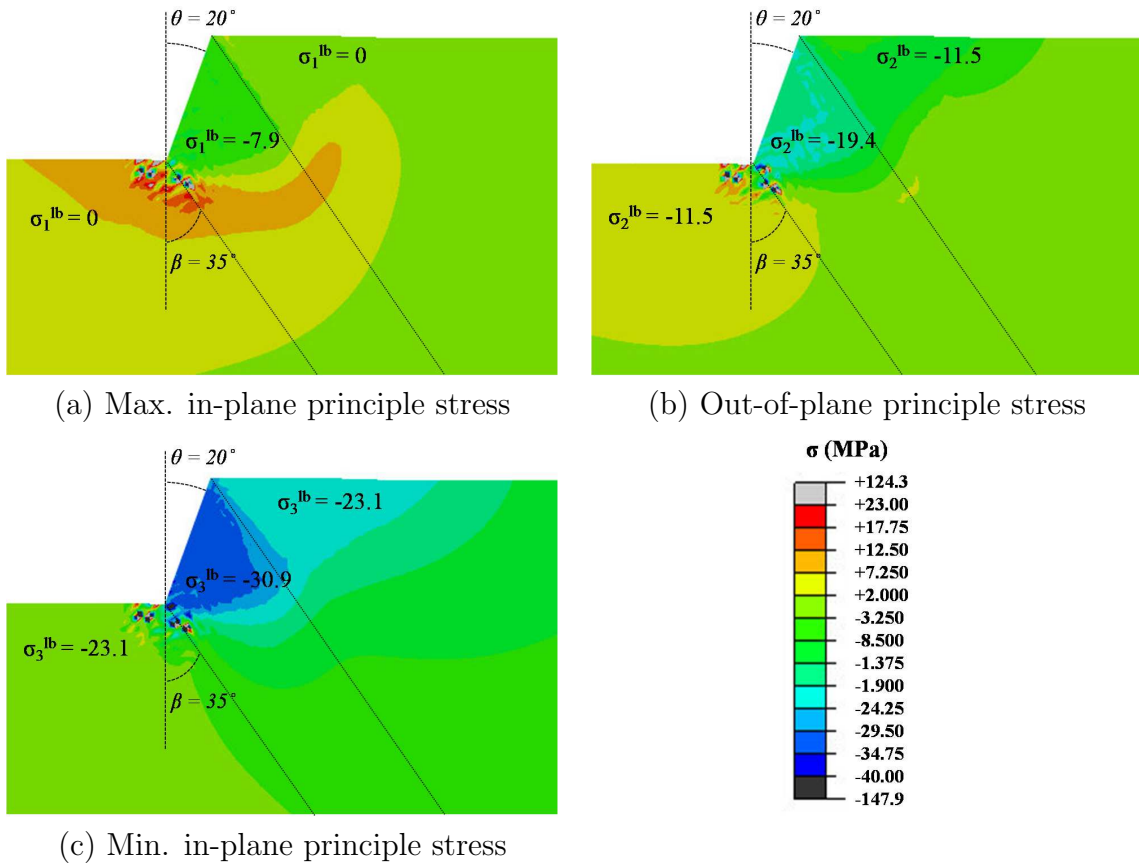 θ = 20°
σ₁ˡᵇ = 0
σ₁ˡᵇ = -7.9
σ₁ˡᵇ = 0
β = 35°
(a) Max. in-plane principle stress
θ = 20°
σ₂ˡᵇ = -11.5
σ₂ˡᵇ = -19.4
σ₂ˡᵇ = -11.5
β = 35°
(b) Out-of-plane principle stress
θ = 20°
σ₃ˡᵇ = -23.1
σ₃ˡᵇ = -30.9
σ₃ˡᵇ = -23.1
β = 35°
(c) Min. in-plane principle stress
σ (MPa)
+124.3
+23.00
+17.75
+12.50
+7.250
+2.000
-3.250
-8.500
-1.375
-1.900
-24.25
-29.50
-34.75
-40.00
-147.9